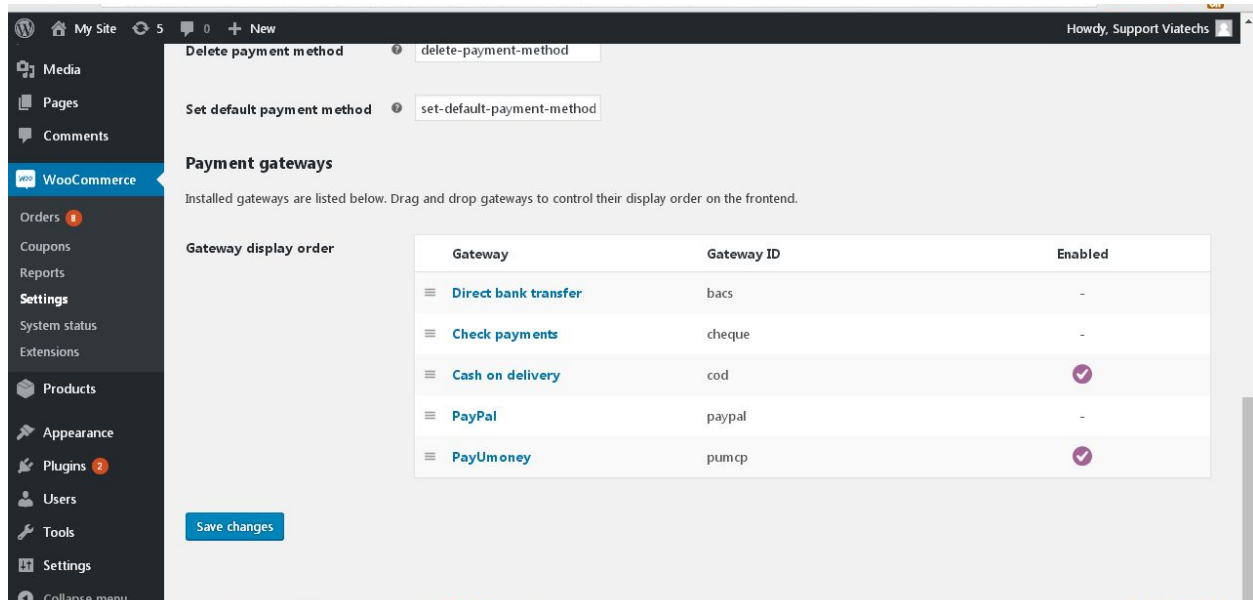 My Site 5 0 + New Howdy, Support Viatechs
Media
Pages
Comments
WooCommerce
Orders 8
Coupons
Reports
Settings
System status
Extensions
Products
Appearance
Plugins 2
Users
Tools
Settings
Collapse menu
Delete payment method delete-payment-method
Set default payment method set-default-payment-method
Payment gateways
Installed gateways are listed below. Drag and drop gateways to control their display order on the frontend.
Gateway display order
Gateway Gateway ID Enabled
Direct bank transfer bacs -
Check payments cheque -
Cash on delivery cod
PayPal paypal -
PayUmoney pumcp
Save changes